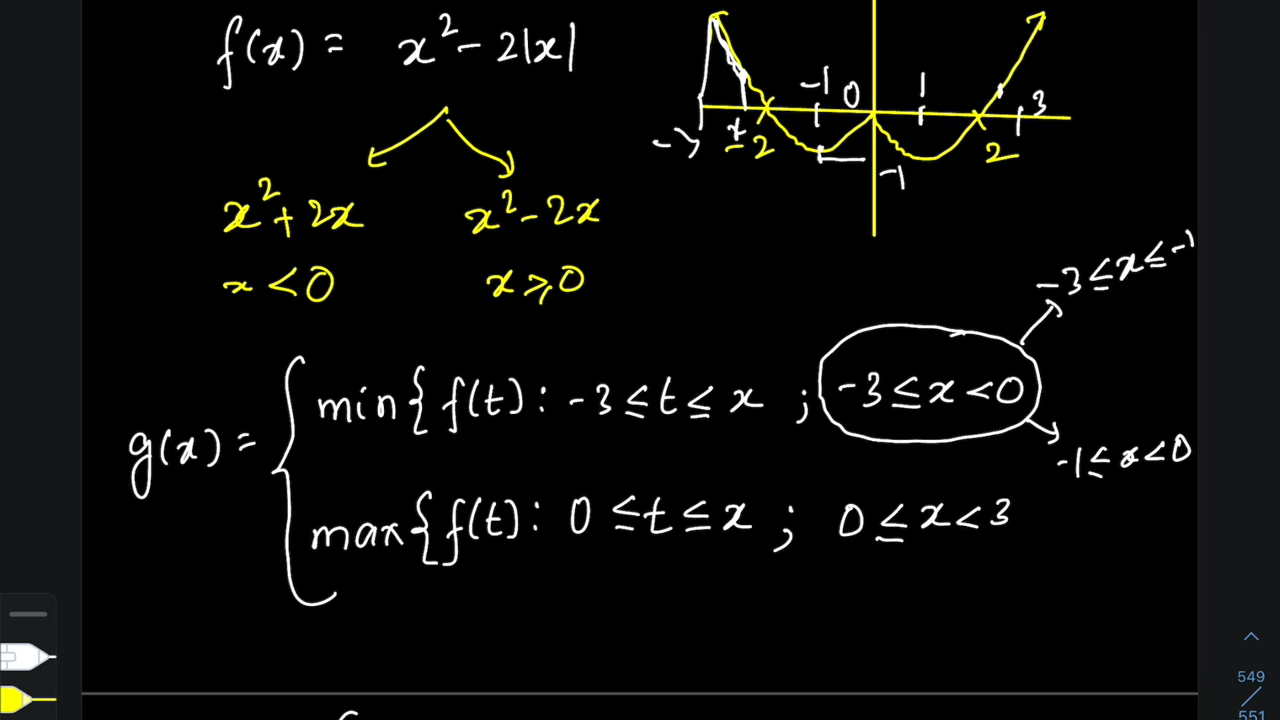 f(x) = x² - 2|x|
x² + 2x    x² - 2x
x < 0    x ⩾ 0
-1 0 1 3
-3 x -2 2
-1
-3 ≤ x ≤ -1
g(x) = { min{ f(t) : -3 ≤ t ≤ x ; -3 ≤ x < 0
-1 ≤ x < 0
max{ f(t) : 0 ≤ t ≤ x ; 0 ≤ x < 3
549
551